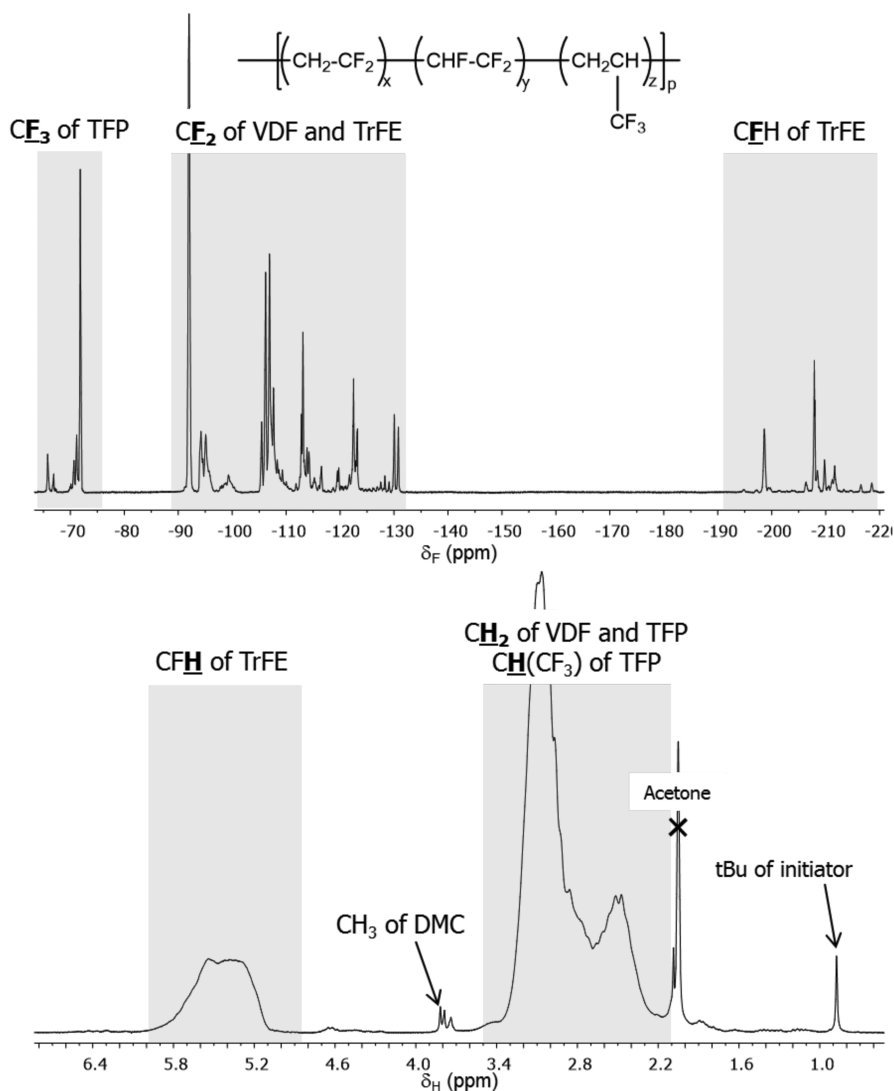 [(CH₂-CF₂)x(CHF-CF₂)y(CH₂CH)z]p
CF₃
CF₃ of TFP
CF₂ of VDF and TrFE
CFH of TrFE
-70 -80 -90 -100 -110 -120 -130 -140 -150 -160 -170 -180 -190 -200 -210 -220
δF (ppm)
CFH of TrFE
CH₂ of VDF and TFP
CH(CF₃) of TFP
Acetone
tBu of initiator
CH₃ of DMC
6.4 5.8 5.2 4.6 4.0 3.4 2.8 2.2 1.6 1.0
δH (ppm)